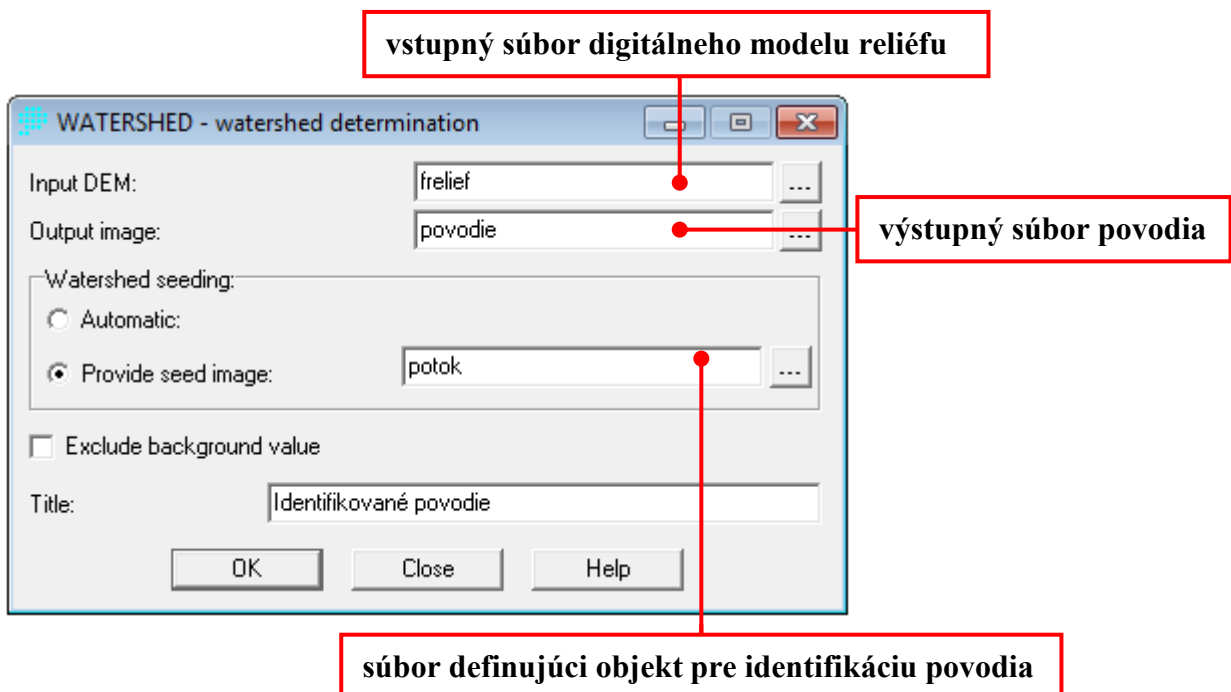 vstupný súbor digitálneho modelu reliéfu
WATERSHED - watershed determination
Input DEM:
frelief
...
Output image:
povodie
...
výstupný súbor povodia
Watershed seeding:
Automatic:
Provide seed image:
potok
...
Exclude background value
Title:
Identifikované povodie
OK
Close
Help
súbor definujúci objekt pre identifikáciu povodia